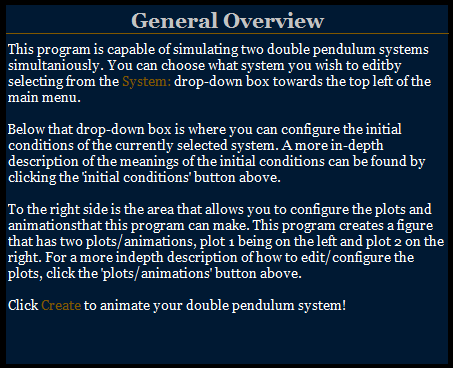 General Overview
This program is capable of simulating two double pendulum systems
simultaniously. You can choose what system you wish to editby
selecting from the System: drop-down box towards the top left of the
main menu.
Below that drop-down box is where you can configure the initial
conditions of the currently selected system. A more in-depth
description of the meanings of the initial conditions can be found by
clicking the 'initial conditions' button above.
To the right side is the area that allows you to configure the plots and
animationsthat this program can make. This program creates a figure
that has two plots/animations, plot 1 being on the left and plot 2 on the
right. For a more indepth description of how to edit/configure the
plots, click the 'plots/animations' button above.
Click Create to animate your double pendulum system!